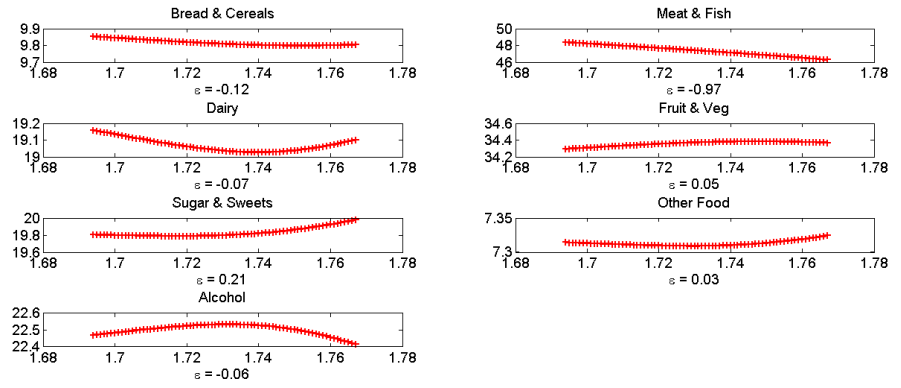 Bread & Cereals
9.9
9.8
9.7
1.68 1.7 1.72 1.74 1.76 1.78
ε = -0.12
Meat & Fish
50
48
46
1.68 1.7 1.72 1.74 1.76 1.78
ε = -0.97
Dairy
19.2
19.1
19
1.68 1.7 1.72 1.74 1.76 1.78
ε = -0.07
Fruit & Veg
34.6
34.4
34.2
1.68 1.7 1.72 1.74 1.76 1.78
ε = 0.05
Sugar & Sweets
20
19.8
19.6
1.68 1.7 1.72 1.74 1.76 1.78
ε = 0.21
Other Food
7.35
7.3
1.68 1.7 1.72 1.74 1.76 1.78
ε = 0.03
Alcohol
22.6
22.5
22.4
1.68 1.7 1.72 1.74 1.76 1.78
ε = -0.06